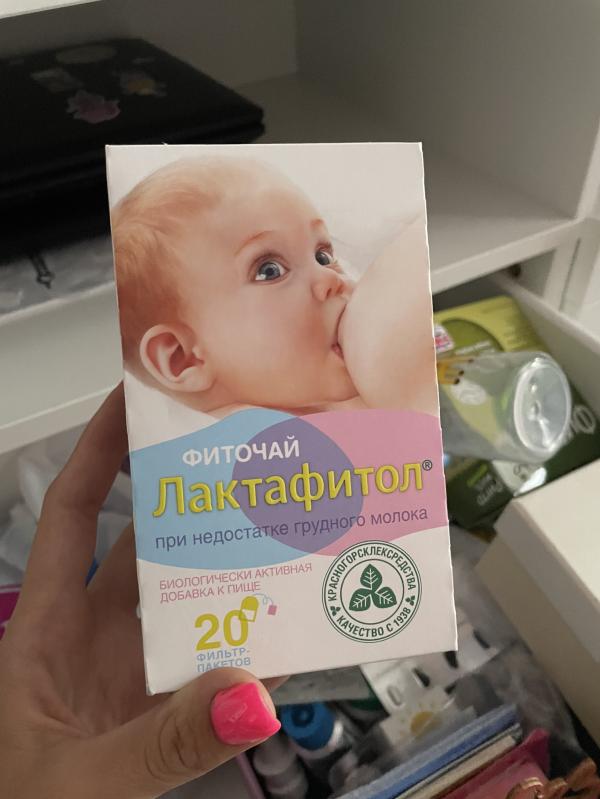 ФИТОЧАЙ
Лактафитол®
при недостатке грудного молока
БИОЛОГИЧЕСКИ АКТИВНАЯ
ДОБАВКА К ПИЩЕ
20
ФИЛЬТР-
ПАКЕТОВ
КРАСНОГОРСКЛЕКСРЕДСТВА
КАЧЕСТВО С 1938